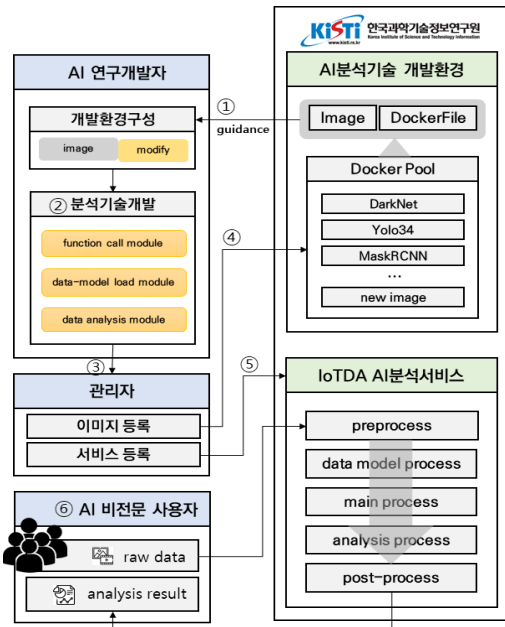 KiSTi 한국과학기술정보연구원
www.kisti.re.kr Korea Institute of Science and Technology Information
AI 연구개발자
개발환경구성
image modify
② 분석기술개발
function call module
data-model load module
data analysis module
①
guidance
AI분석기술 개발환경
Image DockerFile
Docker Pool
DarkNet
Yolo34
MaskRCNN
...
new image
④
③
관리자
이미지 등록
서비스 등록
⑤
IoTDA AI분석서비스
preprocess
data model process
main process
analysis process
post-process
⑥ AI 비전문 사용자
raw data
analysis result